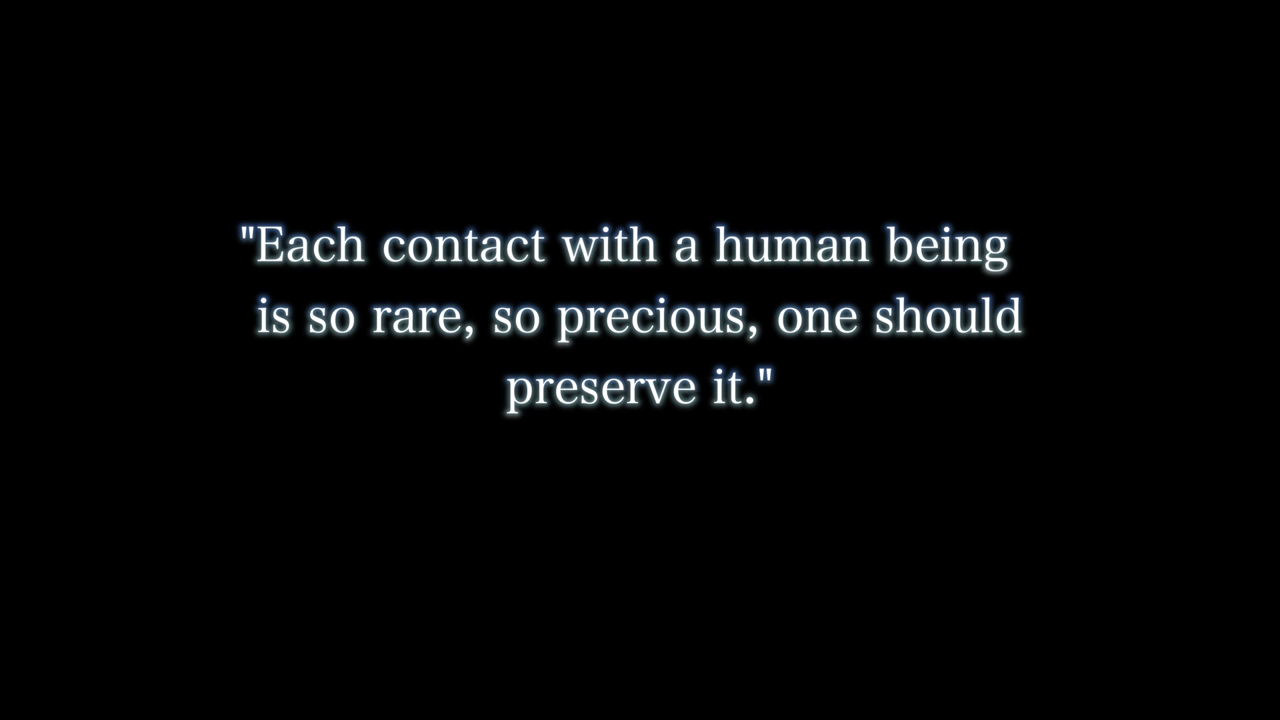 "Each contact with a human being
is so rare, so precious, one should
preserve it."